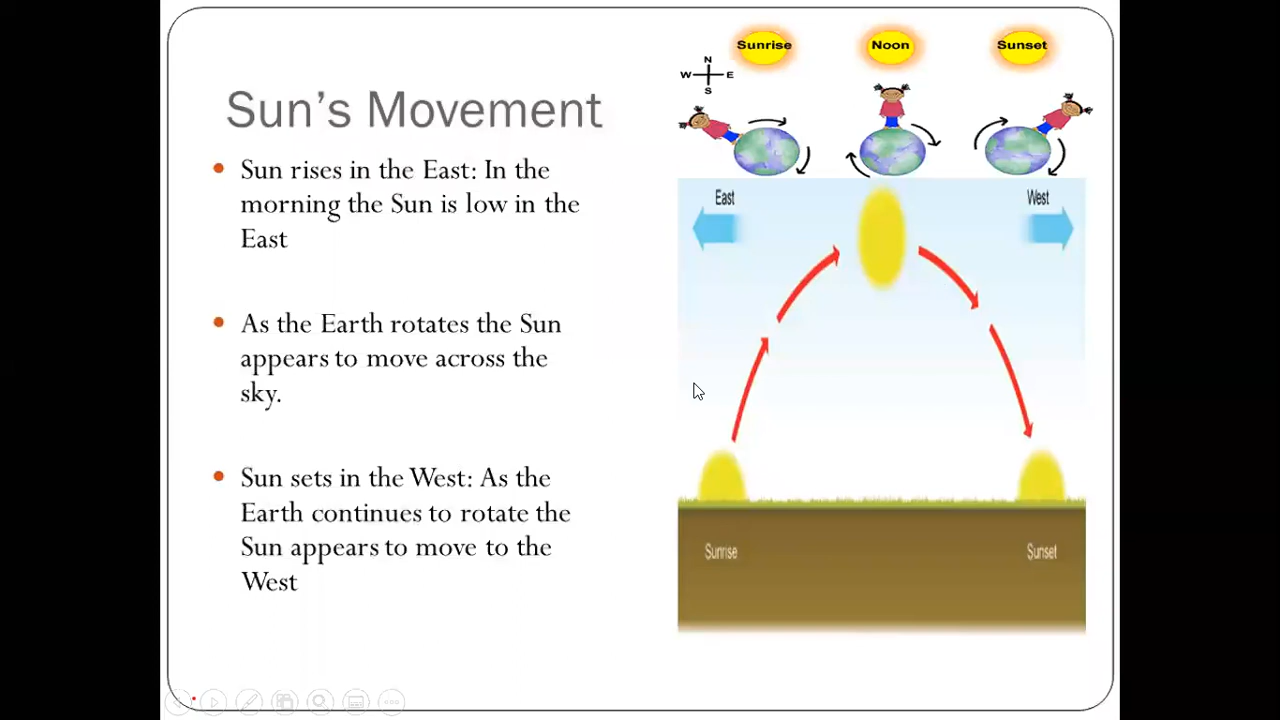 Sun's Movement
Sun rises in the East: In the
morning the Sun is low in the
East
As the Earth rotates the Sun
appears to move across the
sky.
Sun sets in the West: As the
Earth continues to rotate the
Sun appears to move to the
West
Sunrise
Noon
Sunset
N
W E
S
East
West
Sunrise
Sunset